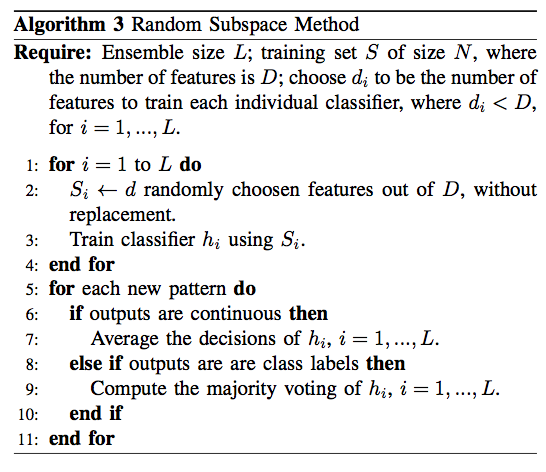 Algorithm 3 Random Subspace Method
Require: Ensemble size L; training set S of size N, where
the number of features is D; choose d_i to be the number of
features to train each individual classifier, where d_i < D,
for i = 1, ..., L.
1: for i = 1 to L do
2: S_i ← d randomly choosen features out of D, without
replacement.
3: Train classifier h_i using S_i.
4: end for
5: for each new pattern do
6: if outputs are continuous then
7: Average the decisions of h_i, i = 1, ..., L.
8: else if outputs are are class labels then
9: Compute the majority voting of h_i, i = 1, ..., L.
10: end if
11: end for